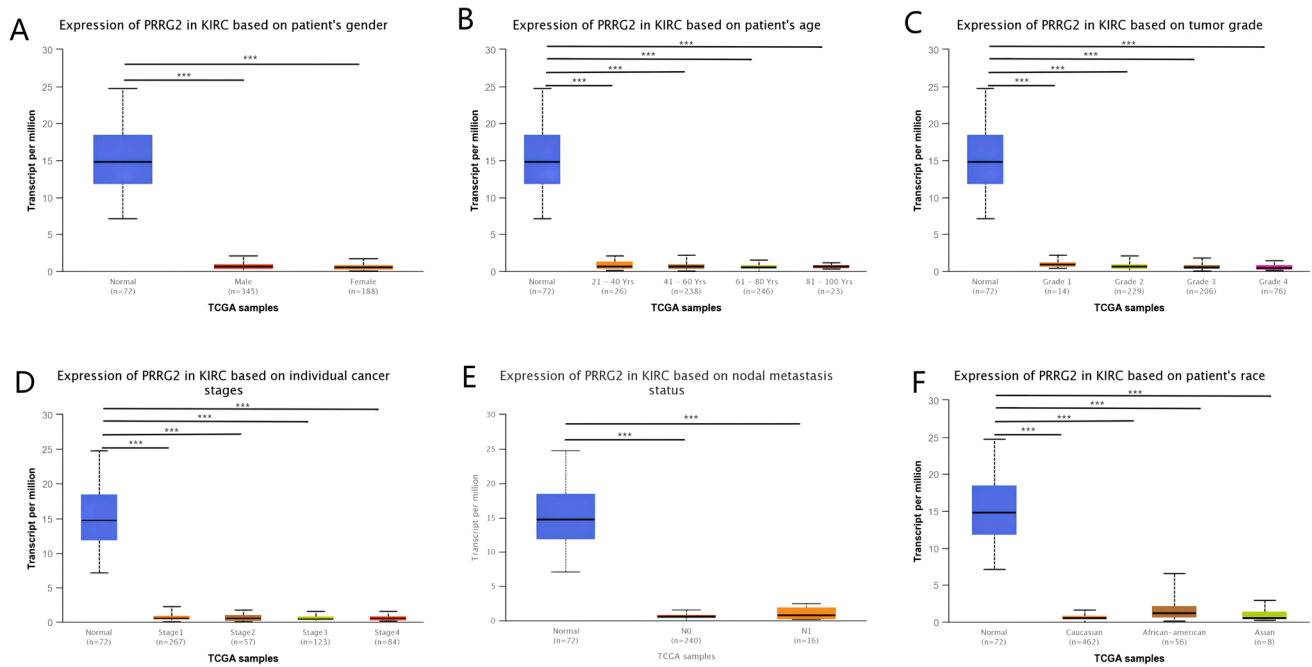 A
Expression of PRRG2 in KIRC based on patient's gender
30
25
20
15
10
5
0
Transcript per million
***
***
Normal
(n=72)
Male
(n=345)
Female
(n=188)
TCGA samples
B
Expression of PRRG2 in KIRC based on patient's age
30
25
20
15
10
5
0
Transcript per million
***
***
***
***
Normal
(n=72)
21 – 40 Yrs
(n=26)
41 – 60 Yrs
(n=238)
61 – 80 Yrs
(n=246)
81 – 100 Yrs
(n=23)
TCGA samples
C
Expression of PRRG2 in KIRC based on tumor grade
30
25
20
15
10
5
0
Transcript per million
***
***
***
***
Normal
(n=72)
Grade 1
(n=14)
Grade 2
(n=229)
Grade 3
(n=206)
Grade 4
(n=76)
TCGA samples
D
Expression of PRRG2 in KIRC based on individual cancer
stages
30
25
20
15
10
5
0
Transcript per million
***
***
***
***
Normal
(n=72)
Stage1
(n=267)
Stage2
(n=57)
Stage3
(n=123)
Stage4
(n=84)
TCGA samples
E
Expression of PRRG2 in KIRC based on nodal metastasis
status
30
25
20
15
10
5
0
Transcript per million
***
***
Normal
(n=72)
N0
(n=240)
N1
(n=16)
TCGA samples
F
Expression of PRRG2 in KIRC based on patient's race
30
25
20
15
10
5
0
Transcript per million
***
***
***
***
Normal
(n=72)
Caucasian
(n=462)
African-american
(n=56)
Asian
(n=8)
TCGA samples